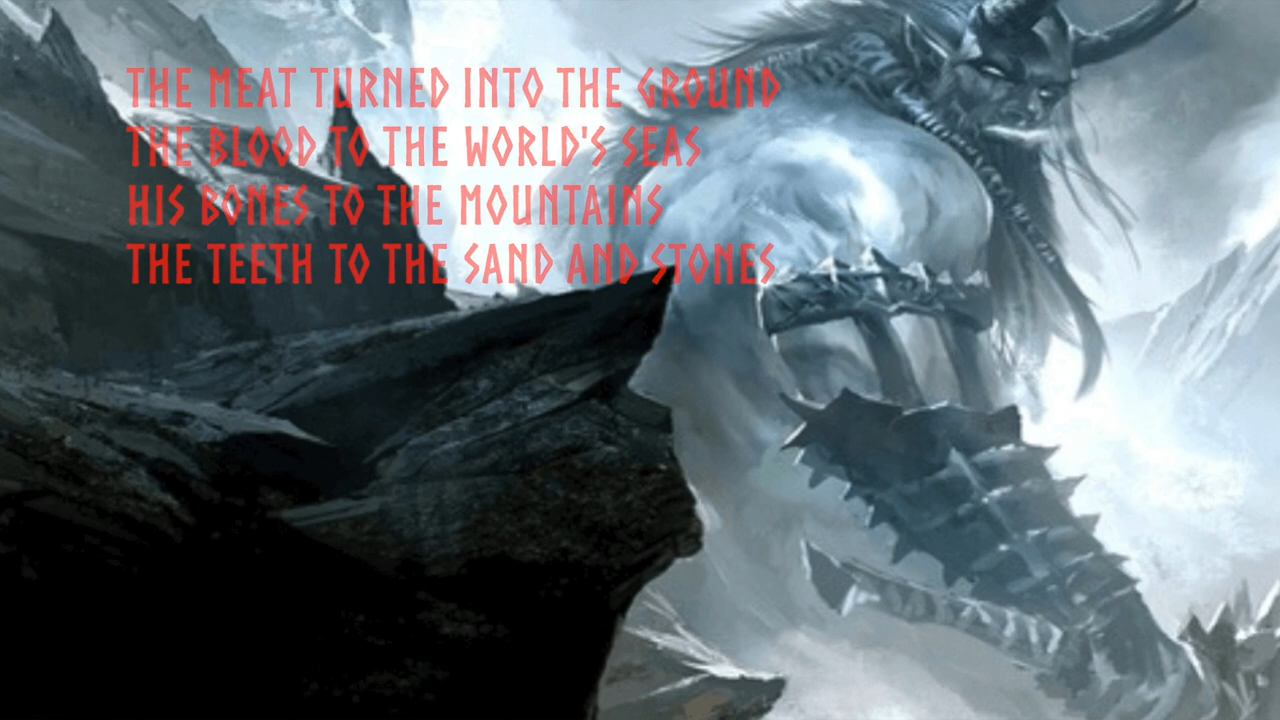 THE MEAT TURNED INTO THE GROUND
THE BLOOD TO THE WORLD'S SEAS
HIS BONES TO THE MOUNTAINS
THE TEETH TO THE SAND AND STONES